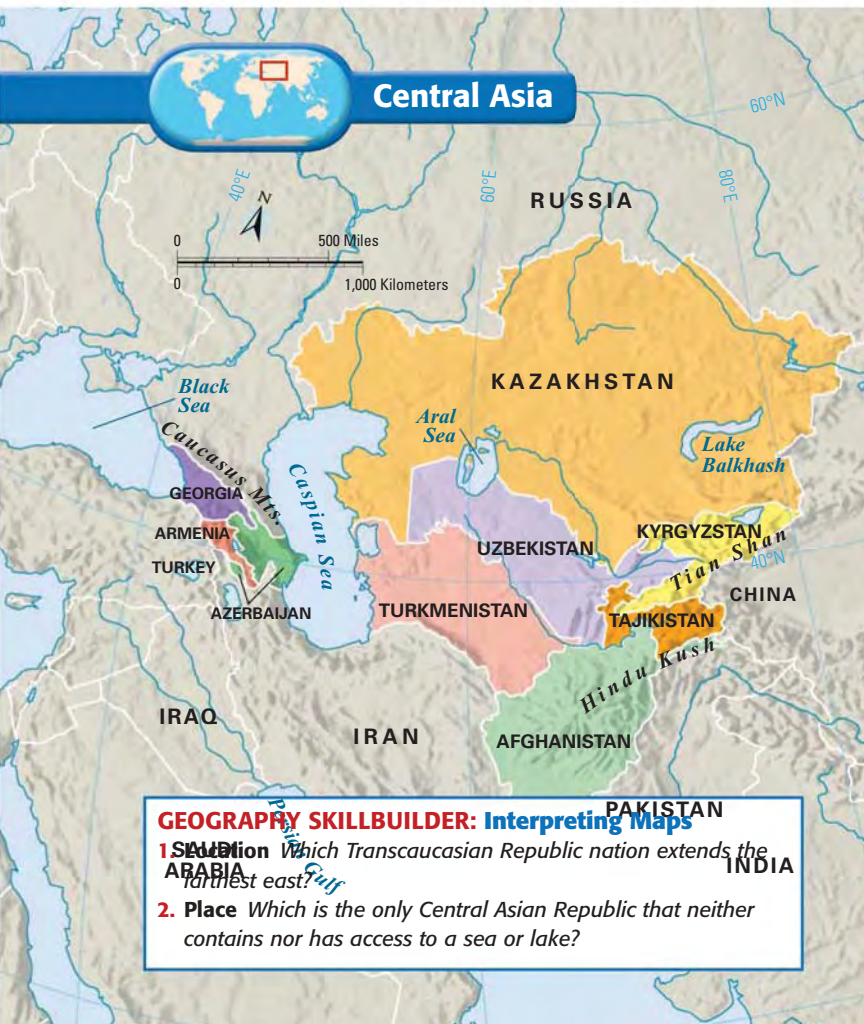 Central Asia
60°N
40°E
60°E
80°E
N
RUSSIA
0 500 Miles
0 1,000 Kilometers
KAZAKHSTAN
Black
Sea
Aral
Sea
Caucasus Mts.
Lake
Balkhash
Caspian Sea
GEORGIA
ARMENIA
KYRGYZSTAN
UZBEKISTAN
Tian Shan
40°N
TURKEY
CHINA
AZERBAIJAN
TURKMENISTAN
TAJIKISTAN
Hindu Kush
IRAQ
IRAN
AFGHANISTAN
PAKISTAN
Persian Gulf
SAUDI
ARABIA
INDIA
GEOGRAPHY SKILLBUILDER: Interpreting Maps
1. Location Which Transcaucasian Republic nation extends the
farthest east?
2. Place Which is the only Central Asian Republic that neither
contains nor has access to a sea or lake?